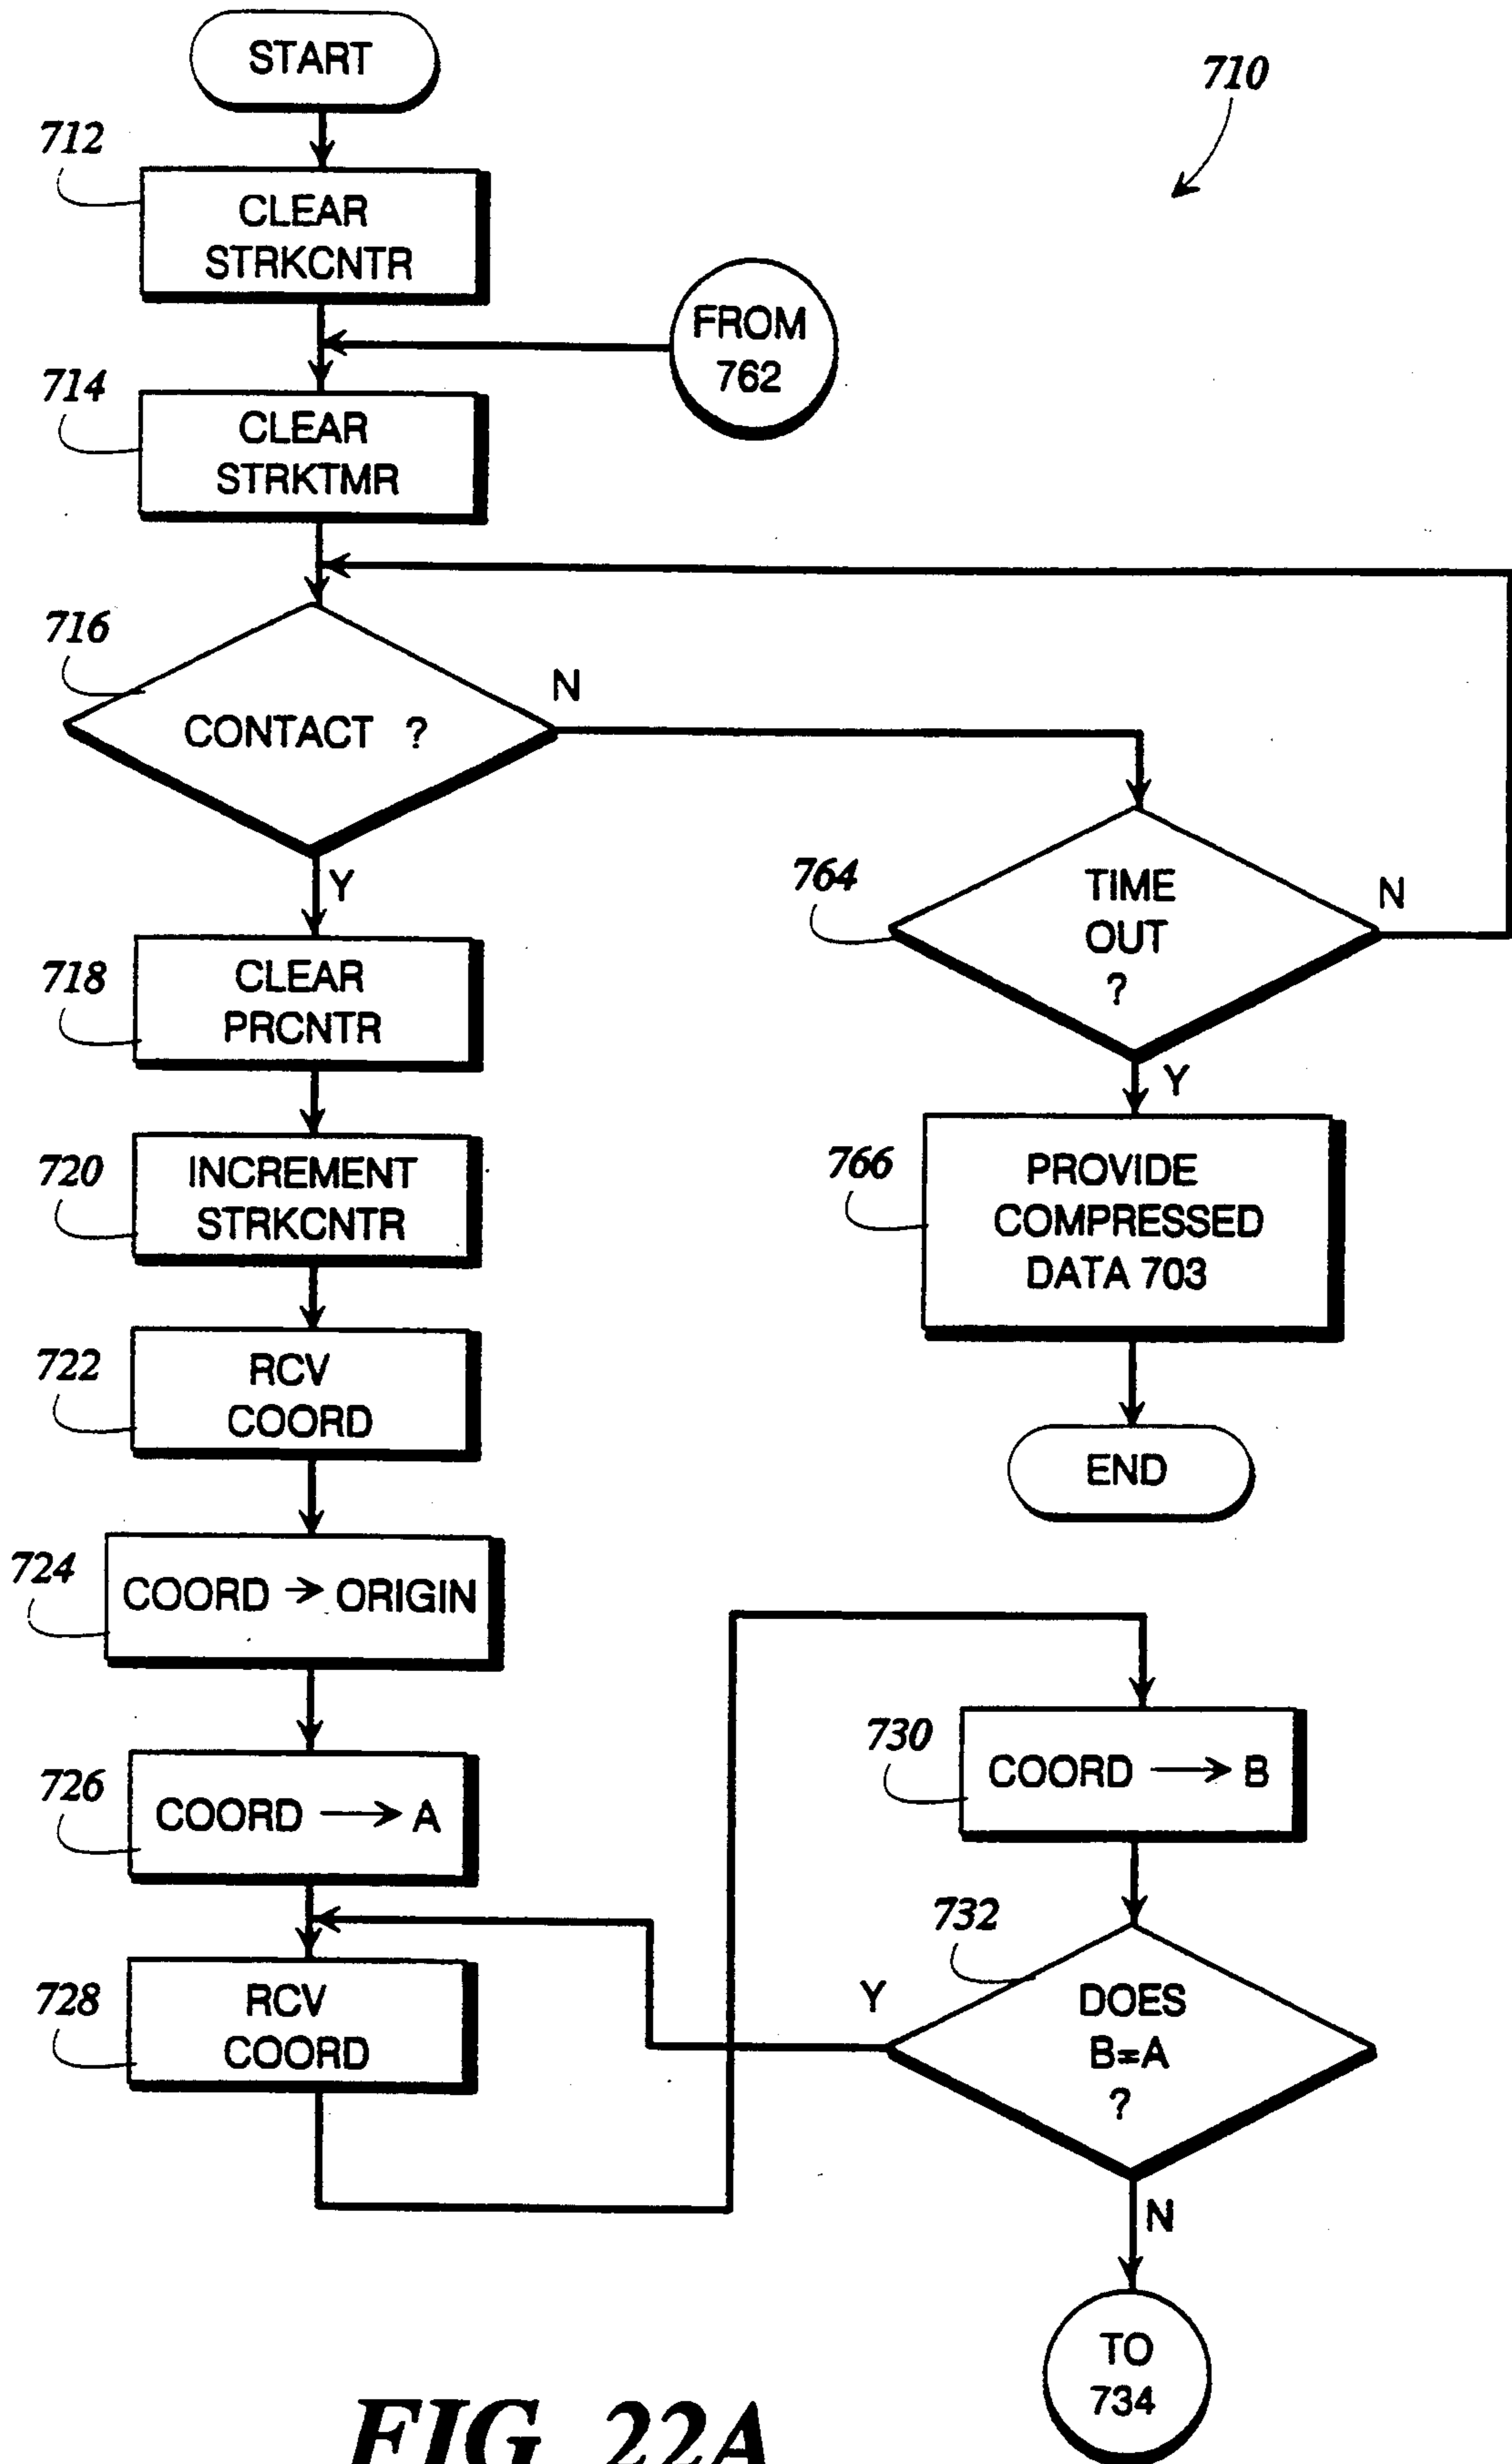 START
710
712
CLEAR
STRKCNTR
FROM
762
714
CLEAR
STRKTMR
716
CONTACT ?
N
Y
764
TIME
OUT
?
N
Y
718
CLEAR
PRCNTR
720
INCREMENT
STRKCNTR
766
PROVIDE
COMPRESSED
DATA 703
722
RCV
COORD
END
724
COORD → ORIGIN
726
COORD → A
730
COORD → B
728
RCV
COORD
732
DOES
B=A
?
Y
N
TO
734
FIG 22A